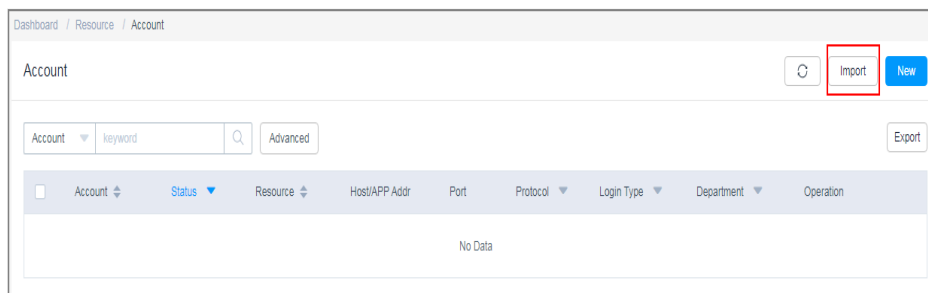 Dashboard / Resource / Account
Account
Import
New
Account keyword Advanced
Export
Account Status Resource Host/APP Addr Port Protocol Login Type Department Operation
No Data